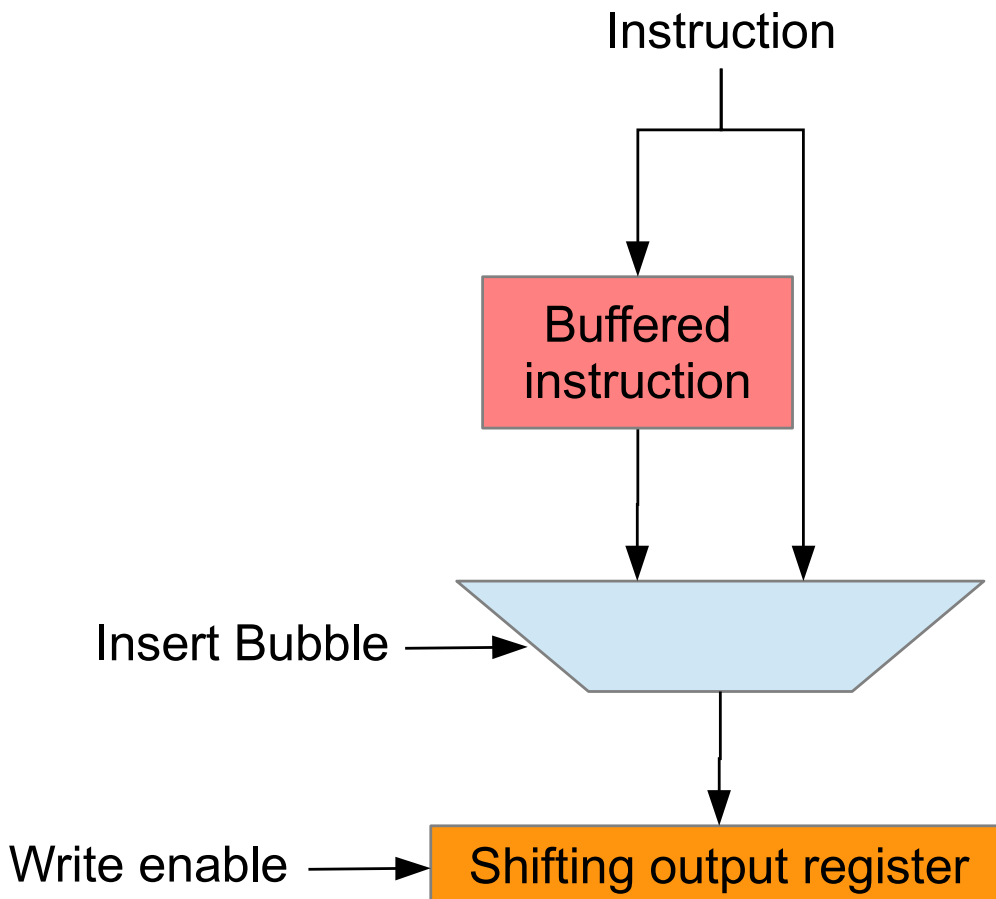 Instruction
Buffered
instruction
Insert Bubble
Write enable
Shifting output register